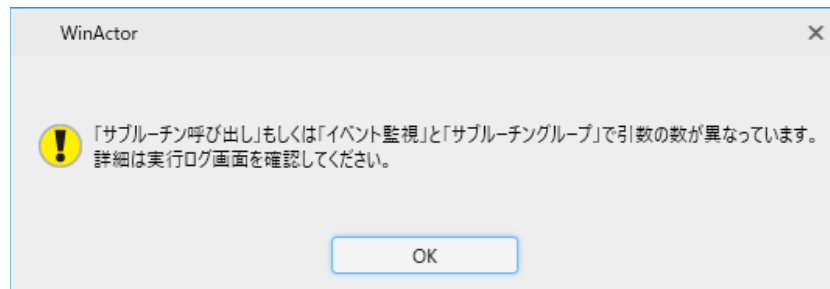 WinActor
「サブルーチン呼び出し」もしくは「イベント監視」と「サブルーチングループ」で引数の数が異なっています。
詳細は実行ログ画面を確認してください。
OK